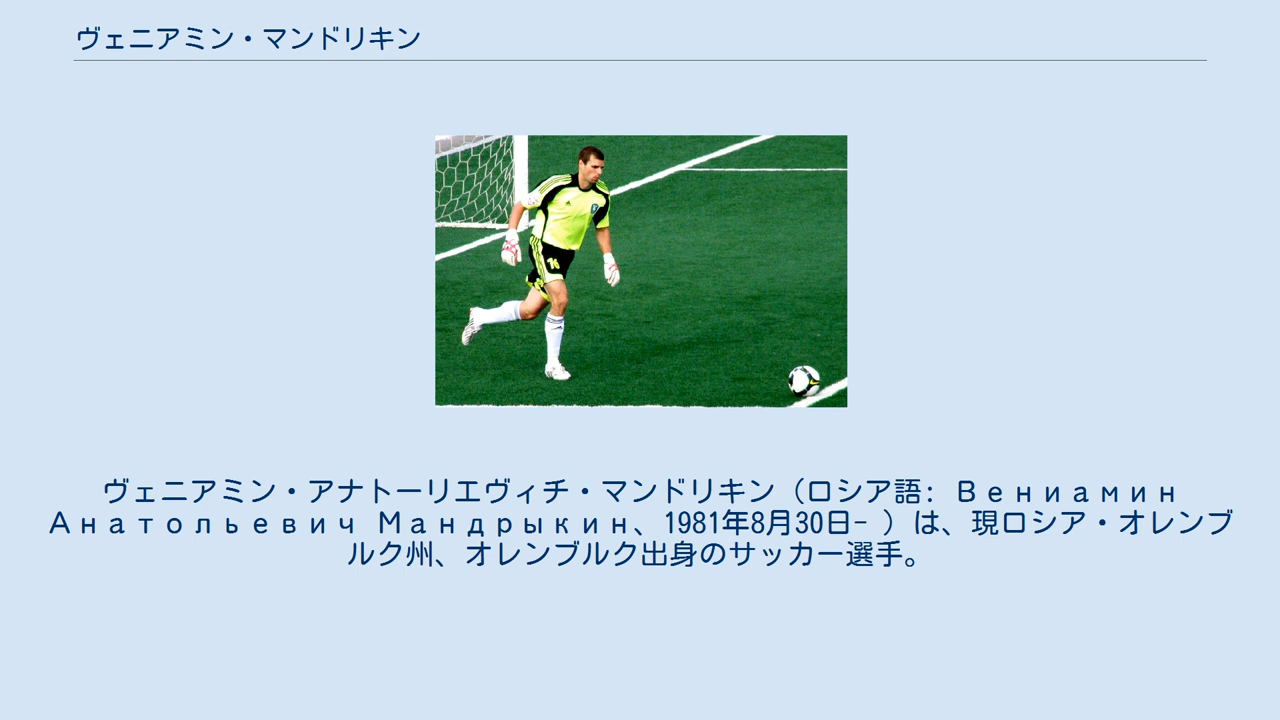 ヴェニアミン・マンドリキン
16
ヴェニアミン・アナトーリエヴィチ・マンドリキン（ロシア語: Вениамин
Анатольевич Мандрыкин、1981年8月30日- ）は、現ロシア・オレンブ
ルク州、オレンブルク出身のサッカー選手。